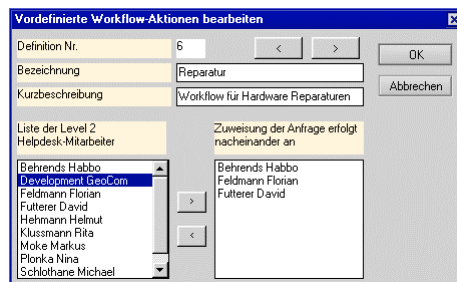 Vordefinierte Workflow-Aktionen bearbeiten
Definition Nr. 6 < >
OK
Bezeichnung Reparatur
Abbrechen
Kurzbeschreibung Workflow für Hardware Reparaturen
Liste der Level 2
Helpdesk-Mitarbeiter
Zuweisung der Anfrage erfolgt
nacheinander an
Behrends Habbo
Development GeoCom
Feldmann Florian
Futterer David
Hehmann Helmut
Klussmann Rita
Moke Markus
Plonka Nina
Schlothane Michael
>
<
Behrends Habbo
Feldmann Florian
Futterer David